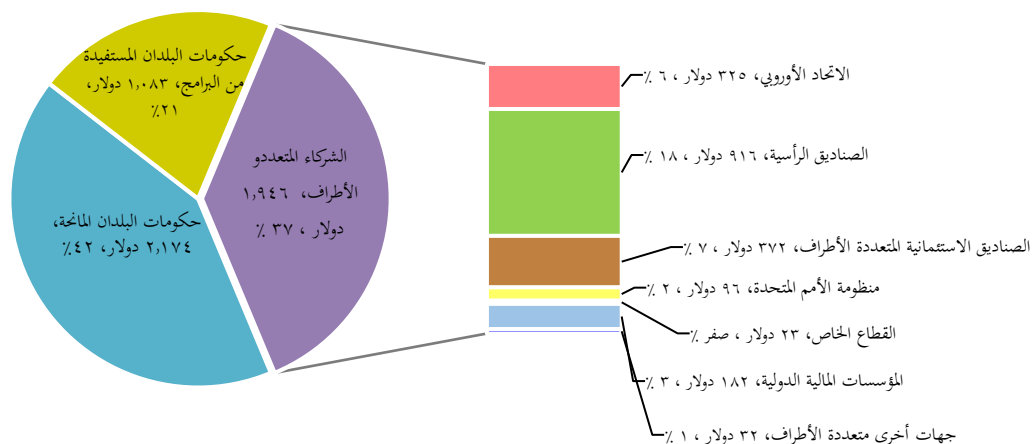 حكومات البلدان المستفيدة
من البرامج، ١,٠٨٣ دولار،
٢١٪
الشركاء المتعددو
الأطراف، ١,٩٤٦
دولار ، ٣٧ ٪
حكومات البلدان المانحة،
٢,١٧٤ دولار، ٤٢٪
الاتحاد الأوروبي، ٣٢٥ دولار ، ٦ ٪
الصناديق الرأسية، ٩١٦ دولار ، ١٨ ٪
الصناديق الاستئمانية المتعددة الأطراف، ٣٧٢ دولار ، ٧ ٪
منظومة الأمم المتحدة، ٩٦ دولار ، ٢ ٪
القطاع الخاص، ٢٣ دولار ، صفر ٪
المؤسسات المالية الدولية، ١٨٢ دولار ، ٣ ٪
جهات أخرى متعددة الأطراف، ٣٢ دولار ، ١ ٪